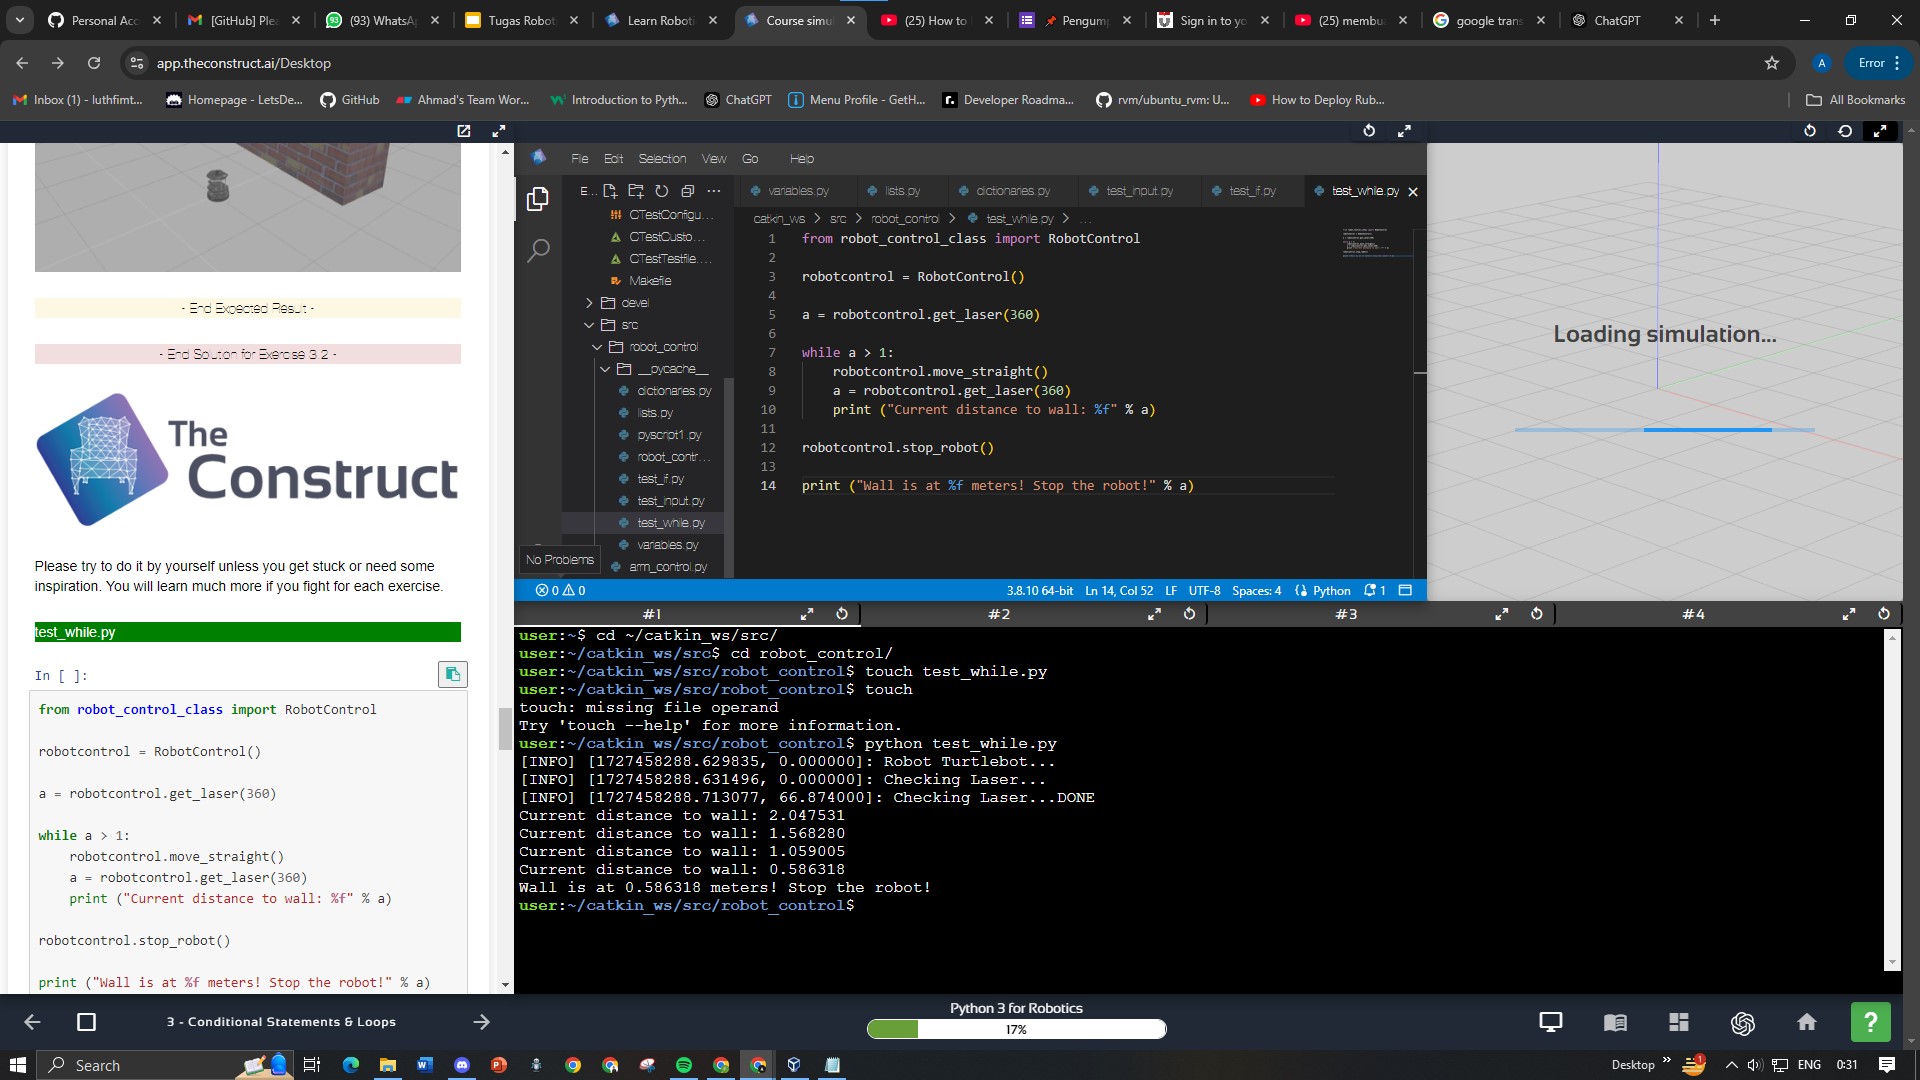 Personal Acc
[GitHub] Plea
(93) WhatsA
Tugas Robot
Learn Roboti
Course simu
(25) How to
Pengump
Sign in to yo
(25) membu
google trans
ChatGPT
app.theconstruct.ai/Desktop
A
Error
Inbox (1) - luthfimt...
Homepage - LetsDe...
GitHub
Ahmad's Team Wor...
Introduction to Pyth...
ChatGPT
Menu Profile - GetH...
Developer Roadma...
rvm/ubuntu_rvm: U...
How to Deploy Rub...
All Bookmarks
- End Expected Result -
- End Solution for Exercise 3.2 -
The Construct
Please try to do it by yourself unless you get stuck or need some
inspiration. You will learn much more if you fight for each exercise.
test_while.py
In [ ]:
from robot_control_class import RobotControl
robotcontrol = RobotControl()
a = robotcontrol.get_laser(360)
while a > 1:
robotcontrol.move_straight()
a = robotcontrol.get_laser(360)
print ("Current distance to wall: %f" % a)
robotcontrol.stop_robot()
print ("Wall is at %f meters! Stop the robot!" % a)
File Edit Selection View Go Help
E...
CTestConfigu...
CTestCusto...
CTestTestfile....
Makefile
devel
src
robot_control
__pycache__
dictionaries.py
lists.py
pyscript1.py
robot_contr...
test_if.py
test_input.py
test_while.py
variables.py
arm_control.py
No Problems
variables.py
lists.py
dictionaries.py
test_input.py
test_if.py
test_while.py
catkin_ws > src > robot_control > test_while.py > ...
1 from robot_control_class import RobotControl
2
3 robotcontrol = RobotControl()
4
5 a = robotcontrol.get_laser(360)
6
7 while a > 1:
8 robotcontrol.move_straight()
9 a = robotcontrol.get_laser(360)
10 print ("Current distance to wall: %f" % a)
11
12 robotcontrol.stop_robot()
13
14 print ("Wall is at %f meters! Stop the robot!" % a)
0 0
3.8.10 64-bit Ln 14, Col 52 LF UTF-8 Spaces: 4 Python 1
Loading simulation...
#1
#2
#3
#4
user:~$ cd ~/catkin_ws/src/
user:~/catkin_ws/src$ cd robot_control/
user:~/catkin_ws/src/robot_control$ touch test_while.py
user:~/catkin_ws/src/robot_control$ touch
touch: missing file operand
Try 'touch --help' for more information.
user:~/catkin_ws/src/robot_control$ python test_while.py
[INFO] [1727458288.629835, 0.000000]: Robot Turtlebot...
[INFO] [1727458288.631496, 0.000000]: Checking Laser...
[INFO] [1727458288.713077, 66.874000]: Checking Laser...DONE
Current distance to wall: 2.047531
Current distance to wall: 1.568280
Current distance to wall: 1.059005
Current distance to wall: 0.586318
Wall is at 0.586318 meters! Stop the robot!
user:~/catkin_ws/src/robot_control$
3 - Conditional Statements & Loops
Python 3 for Robotics
17%
?
Search
Desktop
1
ENG
0:31